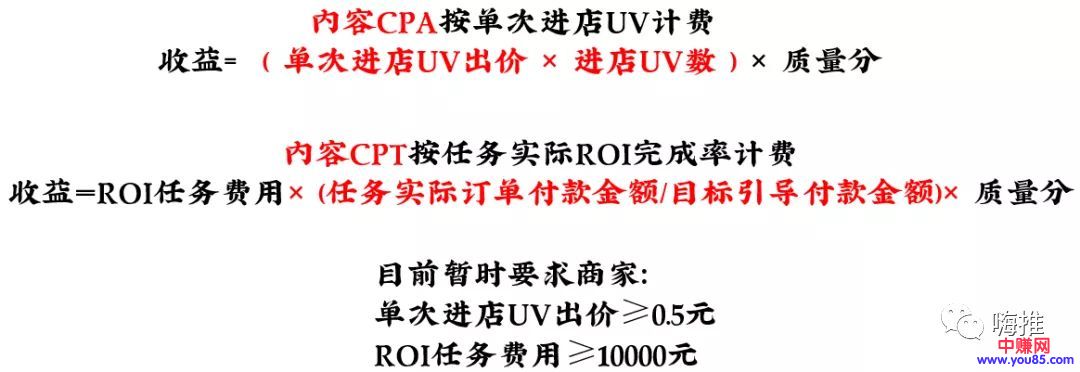 内容CPA按单次进店UV计费
收益=（单次进店UV出价 × 进店UV数）× 质量分
内容CPT按任务实际ROI完成率计费
收益=ROI任务费用×（任务实际订单付款金额/目标引导付款金额)× 质量分
目前暂时要求商家:
单次进店UV出价≥0.5元
ROI任务费用≥10000元
嗨推
中赚网
www.you85.com